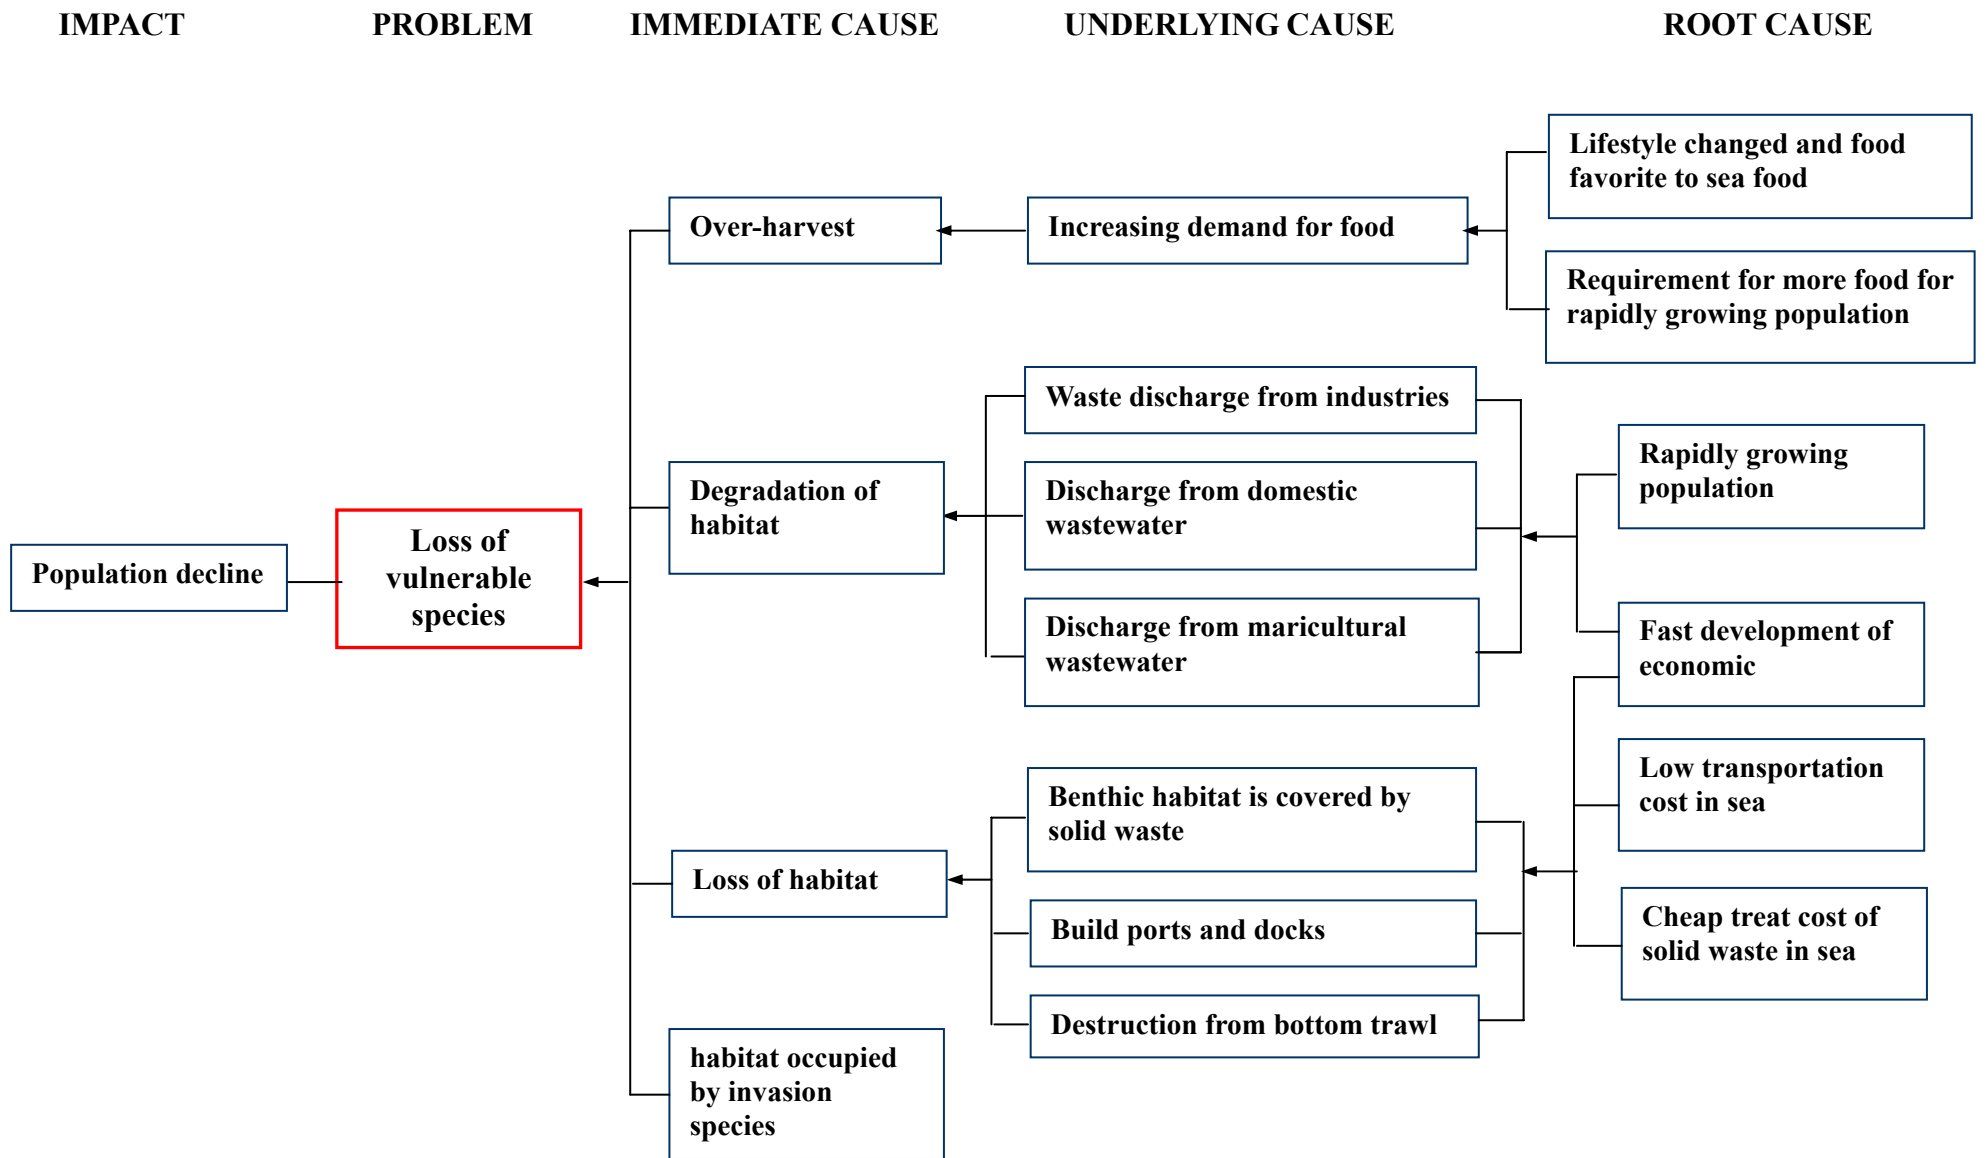 IMPACT PROBLEM IMMEDIATE CAUSE UNDERLYING CAUSE ROOT CAUSE
Population decline
Loss of
vulnerable
species
Over-harvest
Degradation of
habitat
Loss of habitat
habitat occupied
by invasion
species
Increasing demand for food
Waste discharge from industries
Discharge from domestic
wastewater
Discharge from maricultural
wastewater
Benthic habitat is covered by
solid waste
Build ports and docks
Destruction from bottom trawl
Lifestyle changed and food
favorite to sea food
Requirement for more food for
rapidly growing population
Rapidly growing
population
Fast development of
economic
Low transportation
cost in sea
Cheap treat cost of
solid waste in sea